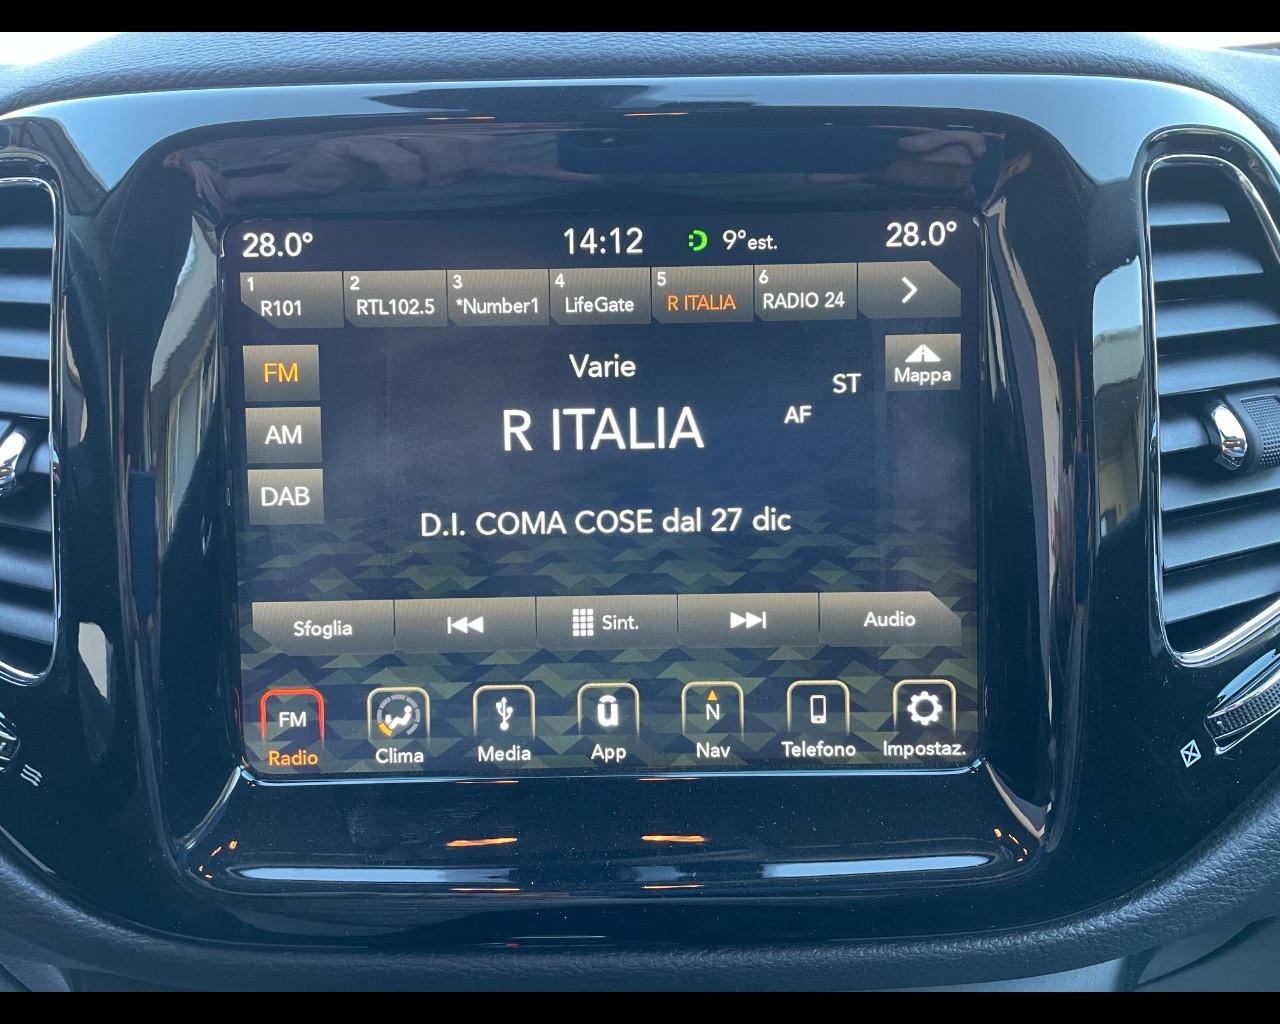 28.0° 14:12 9°est. 28.0°
1 R101 2 RTL102.5 3 *Number1 4 LifeGate 5 R ITALIA 6 RADIO 24
FM Varie Mappa
ST
AM R ITALIA AF
DAB
D.I. COMA COSE dal 27 dic
Sfoglia Sint. Audio
FM N
Radio Clima Media App Nav Telefono Impostaz.